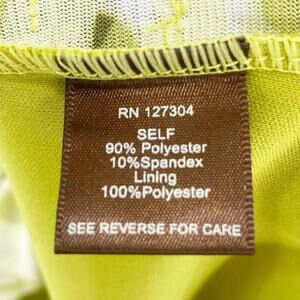 RN 127304
SELF
90% Polyester
10%Spandex
Lining
100%Polyester
SEE REVERSE FOR CARE